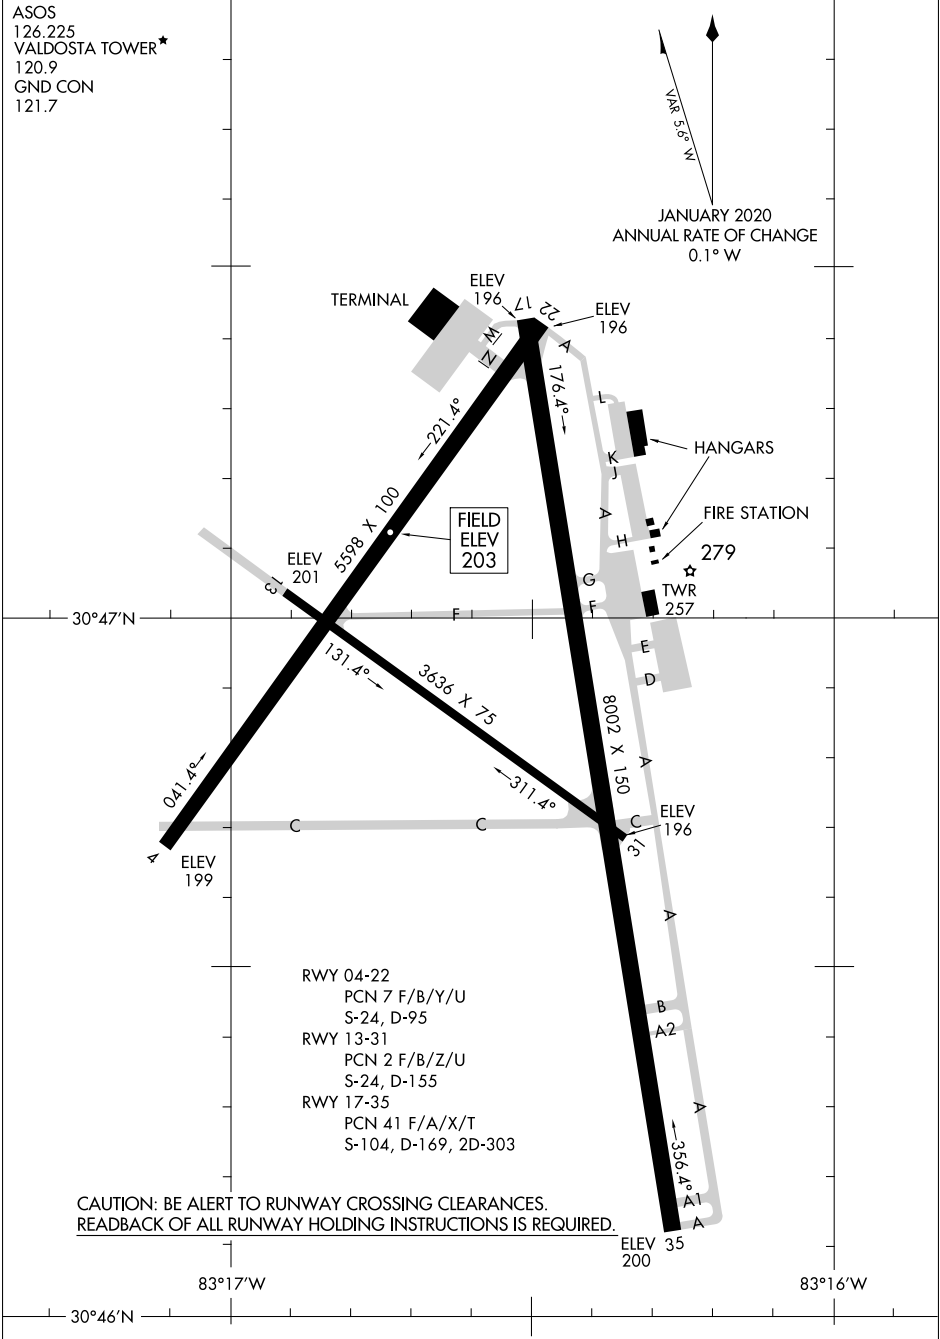 ASOS
126.225
VALDOSTA TOWER★
120.9
GND CON
121.7
VAR 5.6° W
JANUARY 2020
ANNUAL RATE OF CHANGE
0.1° W
TERMINAL
ELEV
196
17
22
ELEV
196
M
N
A
176.4°
L
221.4°
HANGARS
K
J
5598 X 100
FIELD
ELEV
203
A
FIRE STATION
H
279
ELEV
201
13
G
TWR
257
30°47'N
F
F
E
D
131.4°
3636 X 75
8002 X 150
A
041.4°
311.4°
C
C
C
ELEV
196
31
4
ELEV
199
A
RWY 04-22
PCN 7 F/B/Y/U
S-24, D-95
RWY 13-31
PCN 2 F/B/Z/U
S-24, D-155
RWY 17-35
PCN 41 F/A/X/T
S-104, D-169, 2D-303
B
A2
A
356.4°
A1
A
CAUTION: BE ALERT TO RUNWAY CROSSING CLEARANCES.
READBACK OF ALL RUNWAY HOLDING INSTRUCTIONS IS REQUIRED.
ELEV
200
35
83°17'W
83°16'W
30°46'N